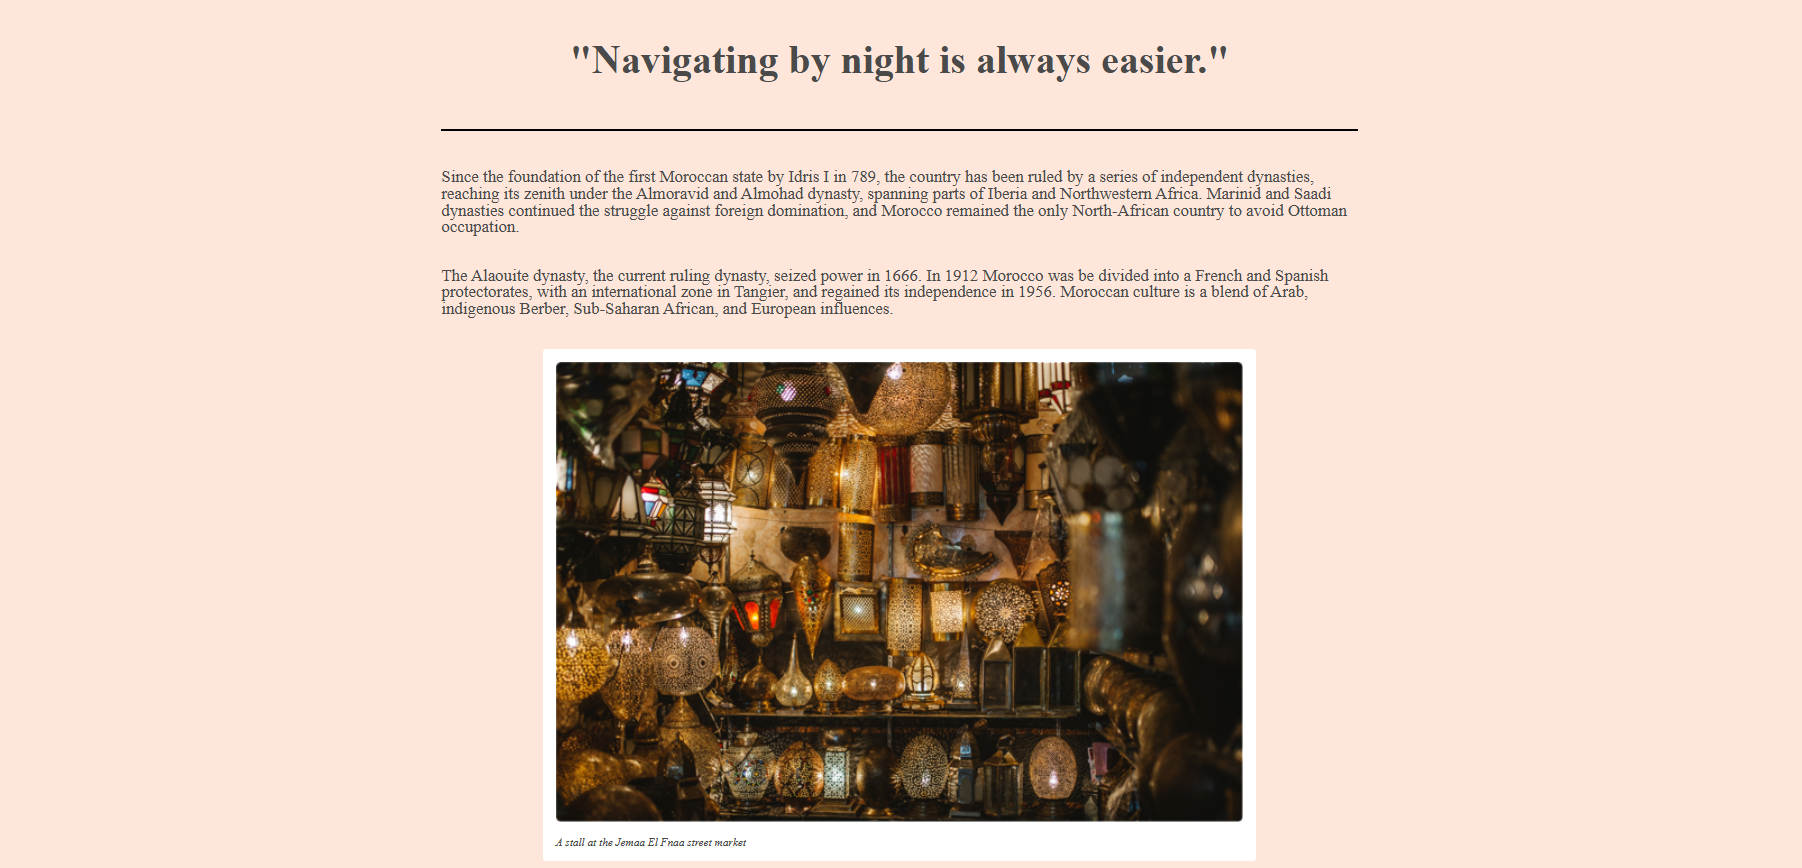 "Navigating by night is always easier."
Since the foundation of the first Moroccan state by Idris I in 789, the country has been ruled by a series of independent dynasties,
reaching its zenith under the Almoravid and Almohad dynasty, spanning parts of Iberia and Northwestern Africa. Marinid and Saadi
dynasties continued the struggle against foreign domination, and Morocco remained the only North-African country to avoid Ottoman
occupation.
The Alaouite dynasty, the current ruling dynasty, seized power in 1666. In 1912 Morocco was be divided into a French and Spanish
protectorates, with an international zone in Tangier, and regained its independence in 1956. Moroccan culture is a blend of Arab,
indigenous Berber, Sub-Saharan African, and European influences.
A stall at the Jemaa El Fnaa street market